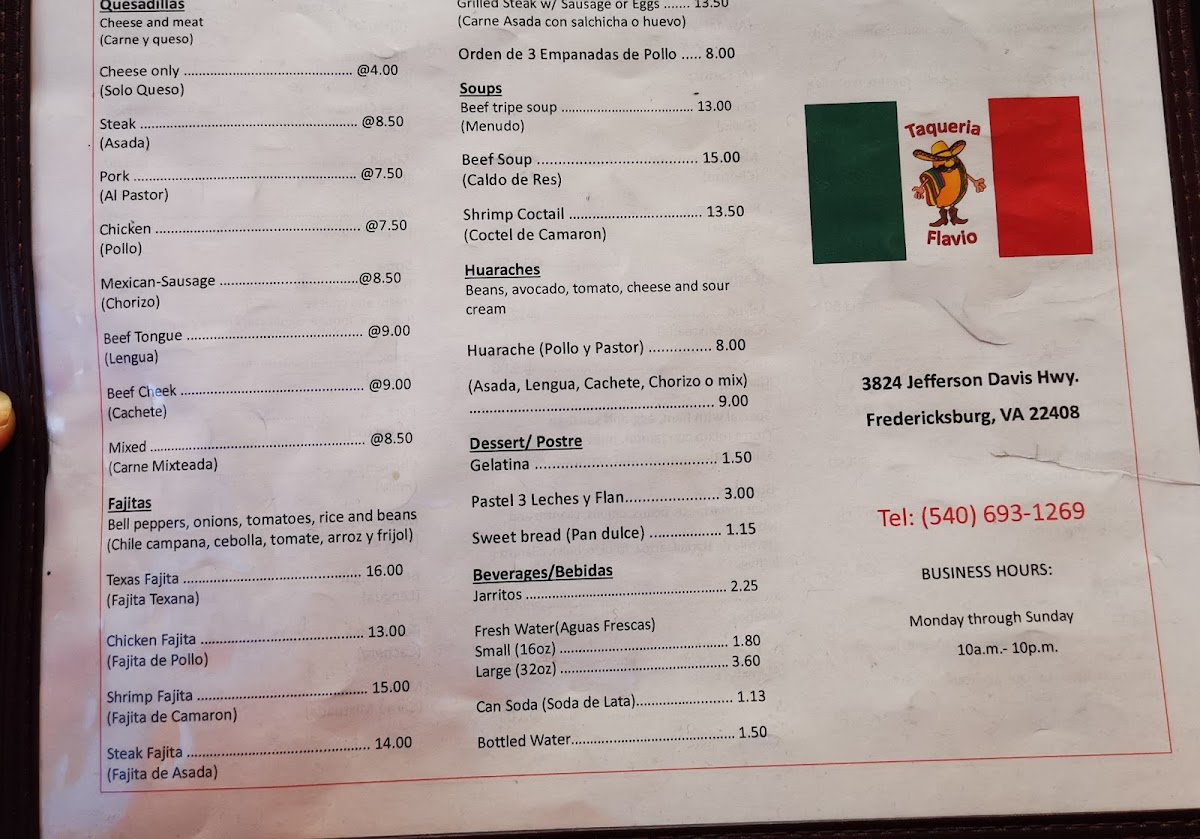 Quesadillas
Cheese and meat
(Carne y queso)
Cheese only ............................................. @4.00
(Solo Queso)
Steak ...................................................... @8.50
(Asada)
Pork ....................................................... @7.50
(Al Pastor)
Chicken ................................................... @7.50
(Pollo)
Mexican-Sausage ...................................@8.50
(Chorizo)
Beef Tongue ............................................ @9.00
(Lengua)
Beef Cheek .............................................. @9.00
(Cachete)
Mixed ...................................................... @8.50
(Carne Mixteada)
Fajitas
Bell peppers, onions, tomatoes, rice and beans
(Chile campana, cebolla, tomate, arroz y frijol)
Texas Fajita ............................................. 16.00
(Fajita Texana)
Chicken Fajita ......................................... 13.00
(Fajita de Pollo)
Shrimp Fajita ........................................... 15.00
(Fajita de Camaron)
Steak Fajita .............................................. 14.00
(Fajita de Asada)
Grilled Steak w/ Sausage or Eggs ....... 13.50
(Carne Asada con salchicha o huevo)
Orden de 3 Empanadas de Pollo ..... 8.00
Soups
Beef tripe soup ................................. 13.00
(Menudo)
Beef Soup ........................................ 15.00
(Caldo de Res)
Shrimp Coctail ................................. 13.50
(Coctel de Camaron)
Huaraches
Beans, avocado, tomato, cheese and sour
cream
Huarache (Pollo y Pastor) ............... 8.00
(Asada, Lengua, Cachete, Chorizo o mix)
............................................................. 9.00
Dessert/ Postre
Gelatina ............................................. 1.50
Pastel 3 Leches y Flan....................... 3.00
Sweet bread (Pan dulce) .................. 1.15
Beverages/Bebidas
Jarritos .................................................. 2.25
Fresh Water(Aguas Frescas)
Small (16oz) .......................................... 1.80
Large (32oz) .......................................... 3.60
Can Soda (Soda de Lata)........................ 1.13
Bottled Water......................................... 1.50
Taqueria
Flavio
3824 Jefferson Davis Hwy.
Fredericksburg, VA 22408
Tel: (540) 693-1269
BUSINESS HOURS:
Monday through Sunday
10a.m.- 10p.m.